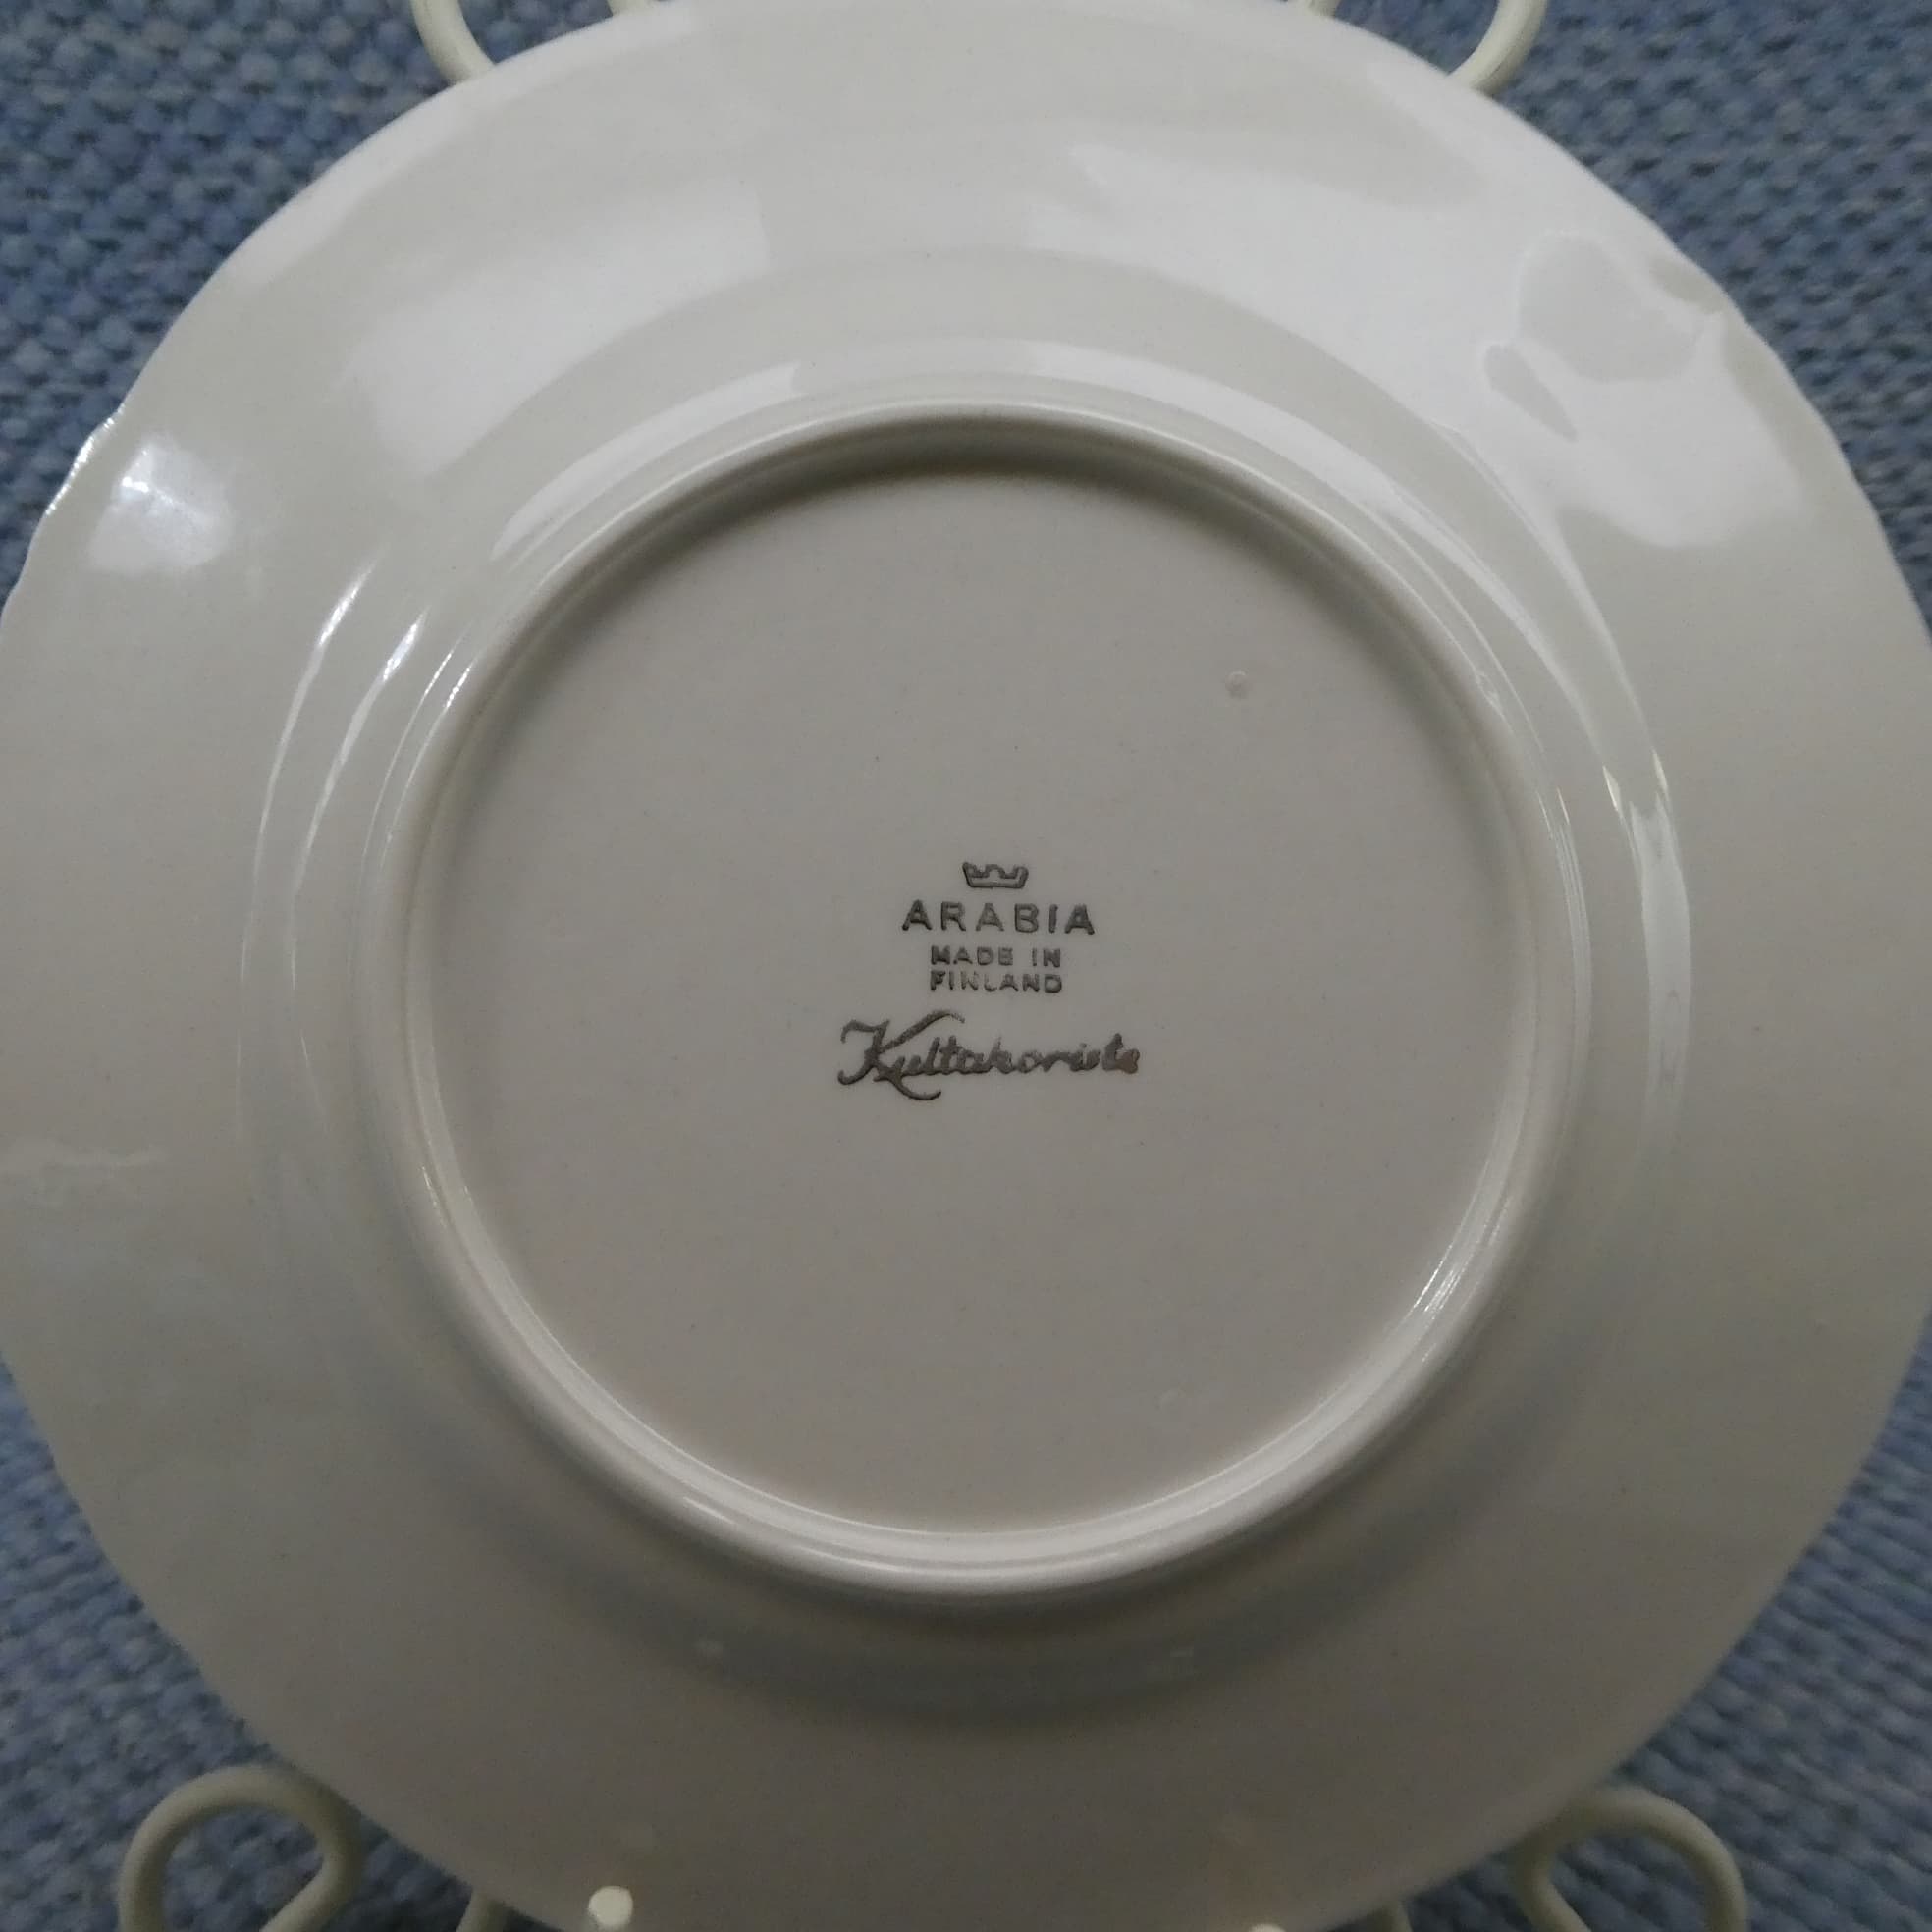 ARABIA
MADE IN
FINLAND
Kultakoriste